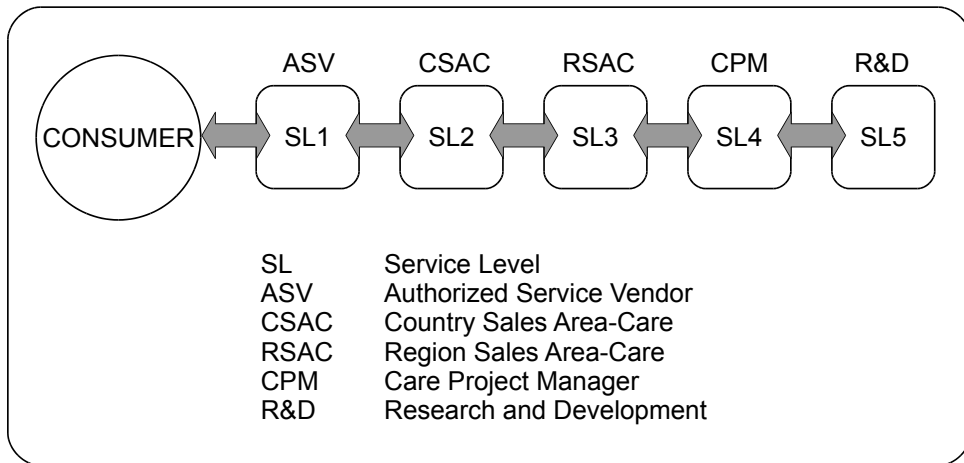 ASV CSAC RSAC CPM R&D
CONSUMER SL1 SL2 SL3 SL4 SL5
SL Service Level
ASV Authorized Service Vendor
CSAC Country Sales Area-Care
RSAC Region Sales Area-Care
CPM Care Project Manager
R&D Research and Development